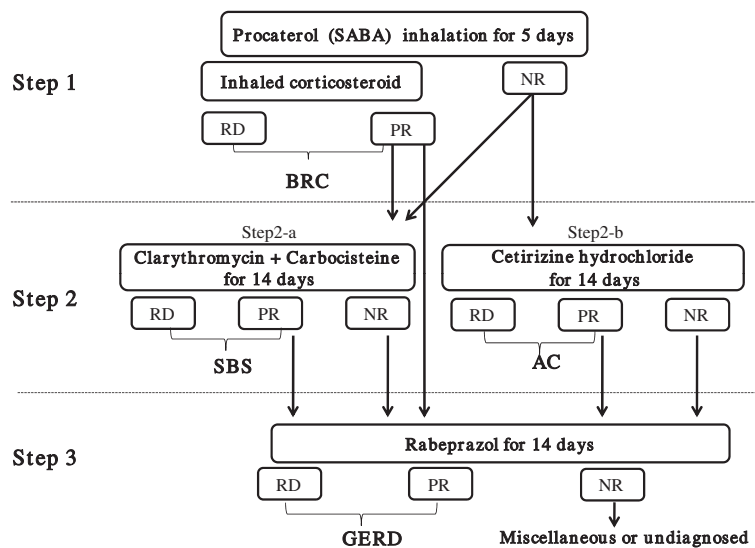 Procaterol (SABA) inhalation for 5 days
Step 1
Inhaled corticosteroid
NR
RD
PR
BRC
Step2-a
Step2-b
Clarythromycin + Carbocisteine
for 14 days
Cetirizine hydrochloride
for 14 days
Step 2
RD
PR
NR
RD
PR
NR
SBS
AC
Rabeprazol for 14 days
Step 3
RD
PR
NR
GERD
Miscellaneous or undiagnosed